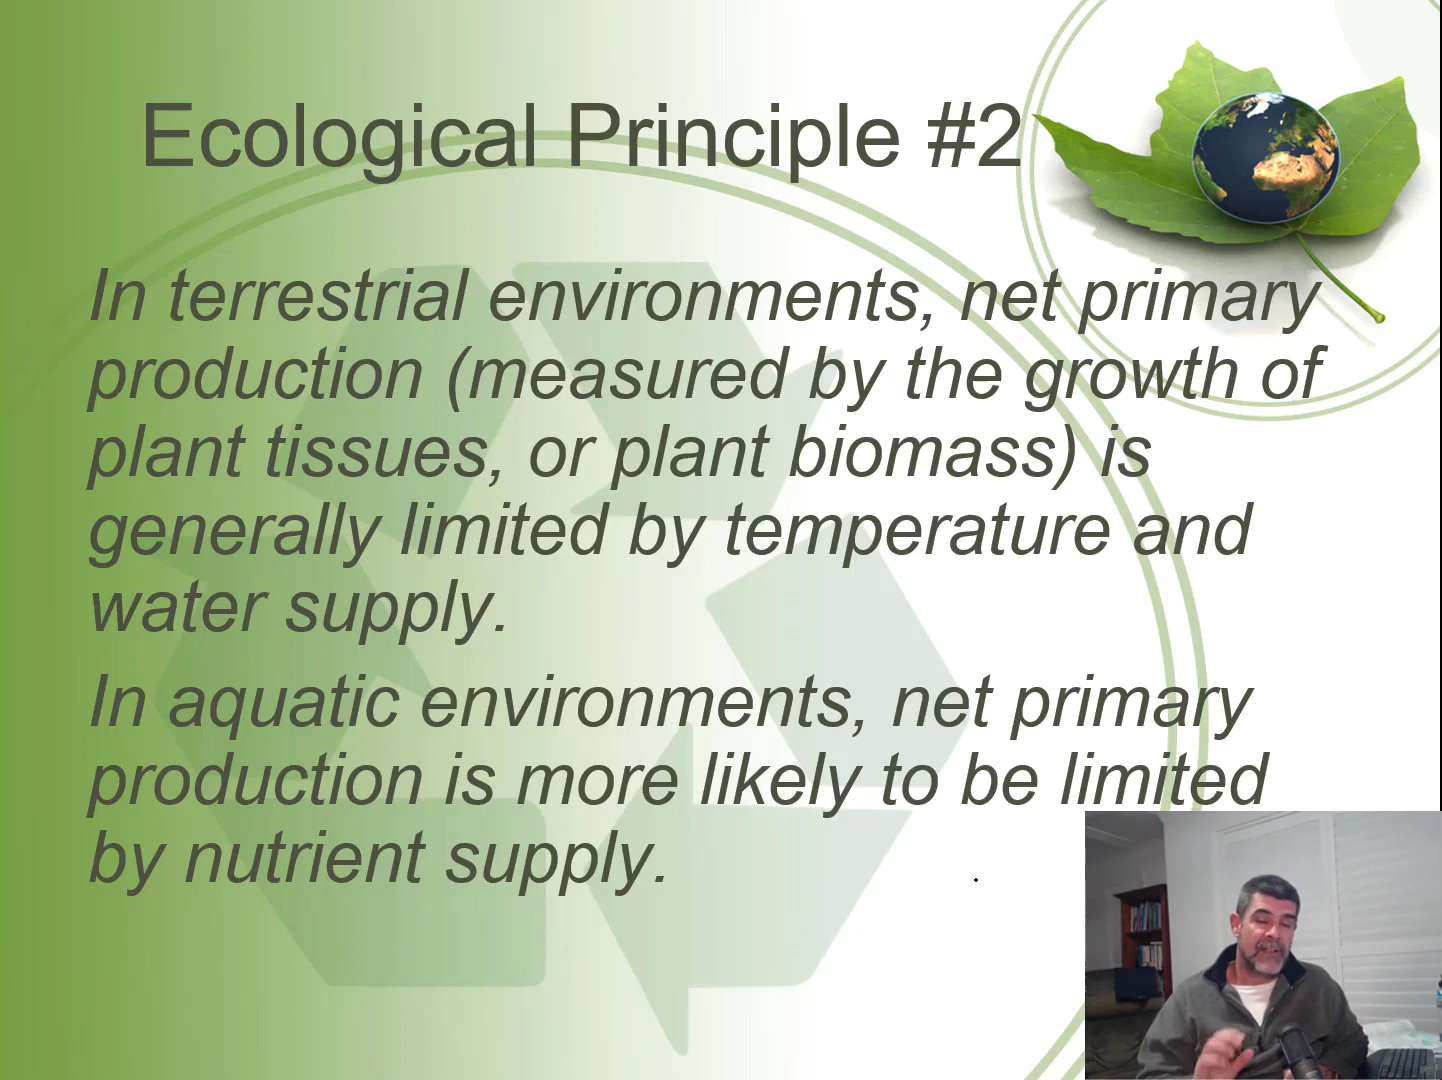 Ecological Principle #2
In terrestrial environments, net primary
production (measured by the growth of
plant tissues, or plant biomass) is
generally limited by temperature and
water supply.
In aquatic environments, net primary
production is more likely to be limited
by nutrient supply.